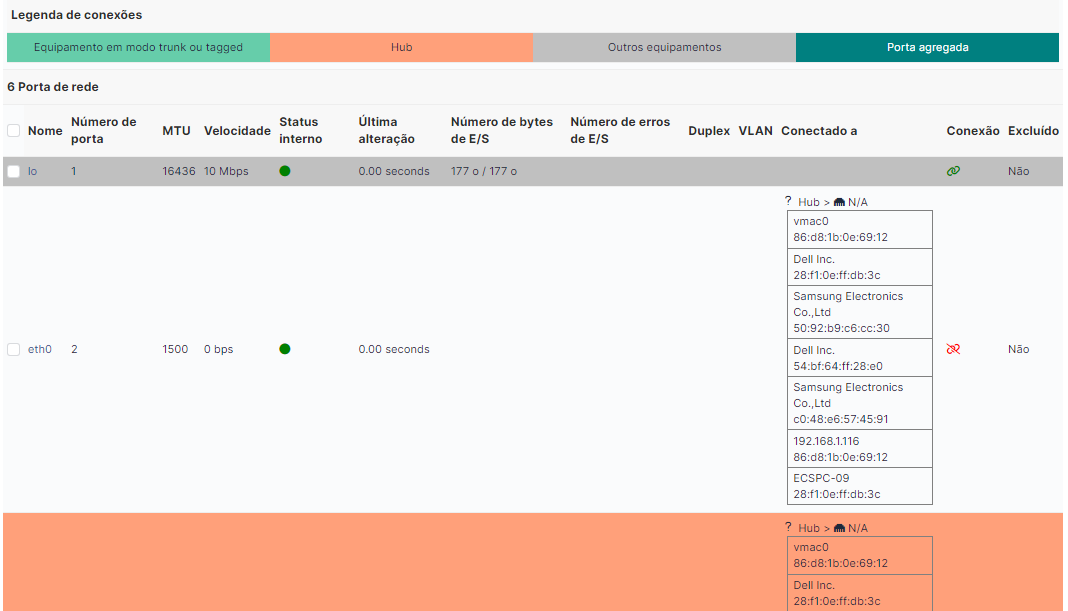 Legenda de conexões
Equipamento em modo trunk ou tagged
Hub
Outros equipamentos
Porta agregada
6 Porta de rede
Nome
Número de porta
MTU
Velocidade
Status interno
Última alteração
Número de bytes de E/S
Número de erros de E/S
Duplex
VLAN
Conectado a
Conexão
Excluído
lo 1 16436 10 Mbps 0.00 seconds 177 o / 177 o Não
? Hub > N/A
vmac0
86:d8:1b:0e:69:12
Dell Inc.
28:f1:0e:ff:db:3c
Samsung Electronics
Co.,Ltd
50:92:b9:c6:cc:30
eth0 2 1500 0 bps 0.00 seconds Não
Dell Inc.
54:bf:64:ff:28:e0
Samsung Electronics
Co.,Ltd
c0:48:e6:57:45:91
192.168.1.116
86:d8:1b:0e:69:12
ECSPC-09
28:f1:0e:ff:db:3c
? Hub > N/A
vmac0
86:d8:1b:0e:69:12
Dell Inc.
28:f1:0e:ff:db:3c